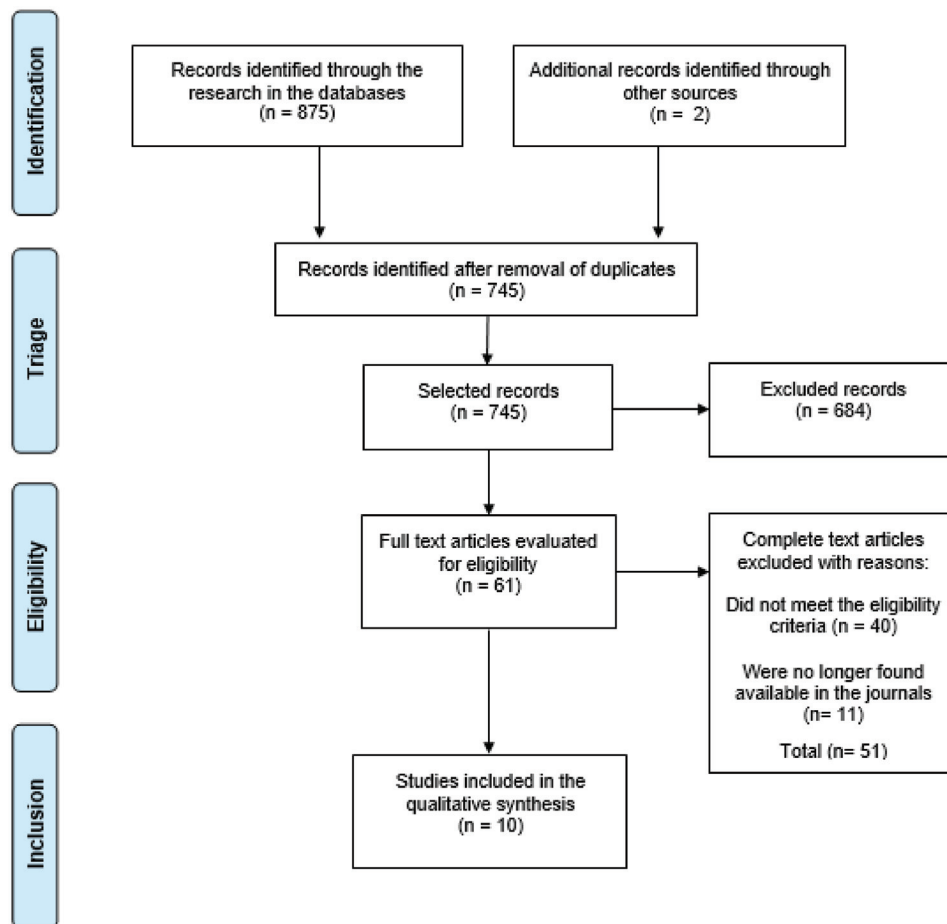 Identification
Records identified through the
research in the databases
(n = 875)
Additional records identified through
other sources
(n = 2)
Triage
Records identified after removal of duplicates
(n = 745)
Selected records
(n = 745)
Excluded records
(n = 684)
Eligibility
Full text articles evaluated
for eligibility
(n = 61)
Complete text articles
excluded with reasons:
Did not meet the eligibility
criteria (n = 40)
Were no longer found
available in the journals
(n= 11)
Total (n= 51)
Inclusion
Studies included in the
qualitative synthesis
(n = 10)